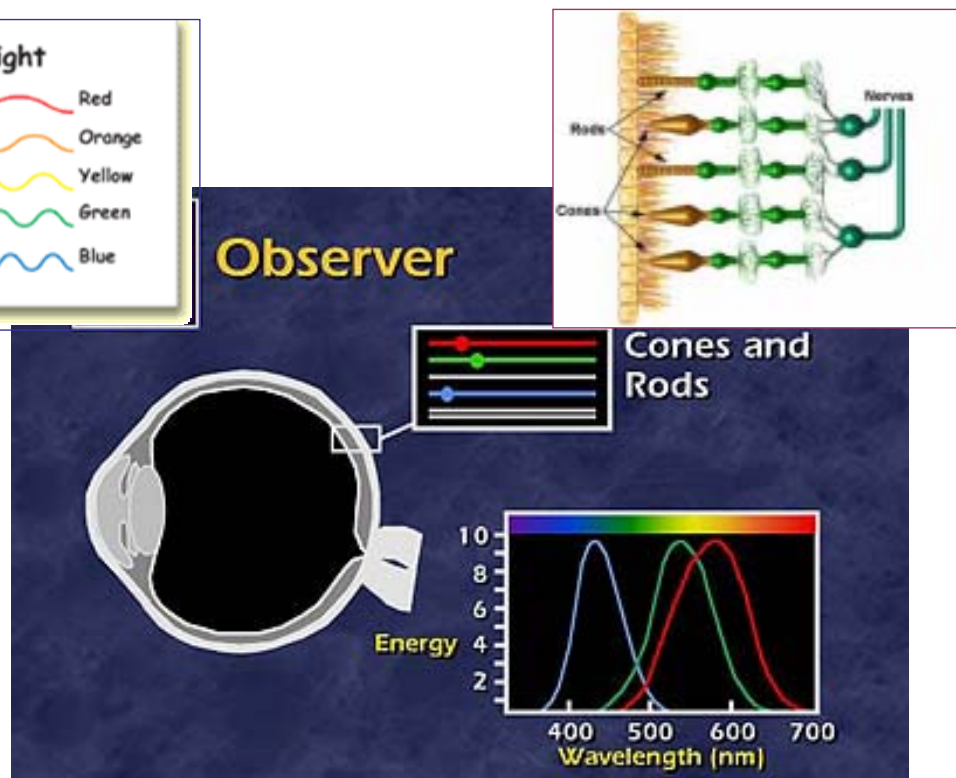 ight
Red
Orange
Yellow
Green
Blue
Rods
Cones
Nerves
Observer
Cones and
Rods
Energy
10
8
6
4
2
400 500 600 700
Wavelength (nm)